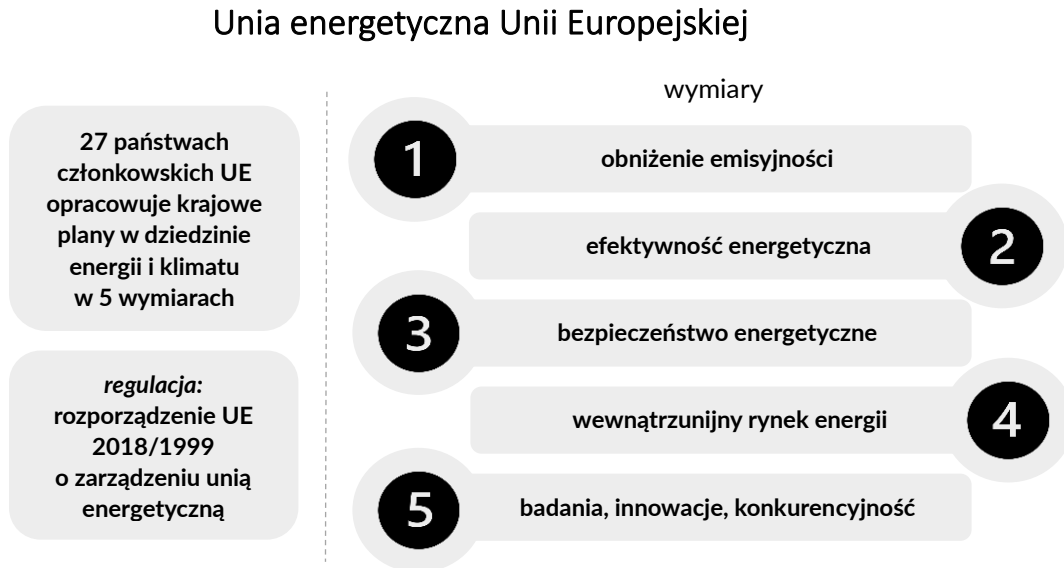 Unia energetyczna Unii Europejskiej
27 państwach
członkowskich UE
opracowuje krajowe
plany w dziedzinie
energii i klimatu
w 5 wymiarach
regulacja:
rozporządzenie UE
2018/1999
o zarządzeniu unią
energetyczną
wymiary
1
obniżenie emisyjności
efektywność energetyczna
2
3
bezpieczeństwo energetyczne
wewnątrzunijny rynek energii
4
5
badania, innowacje, konkurencyjność